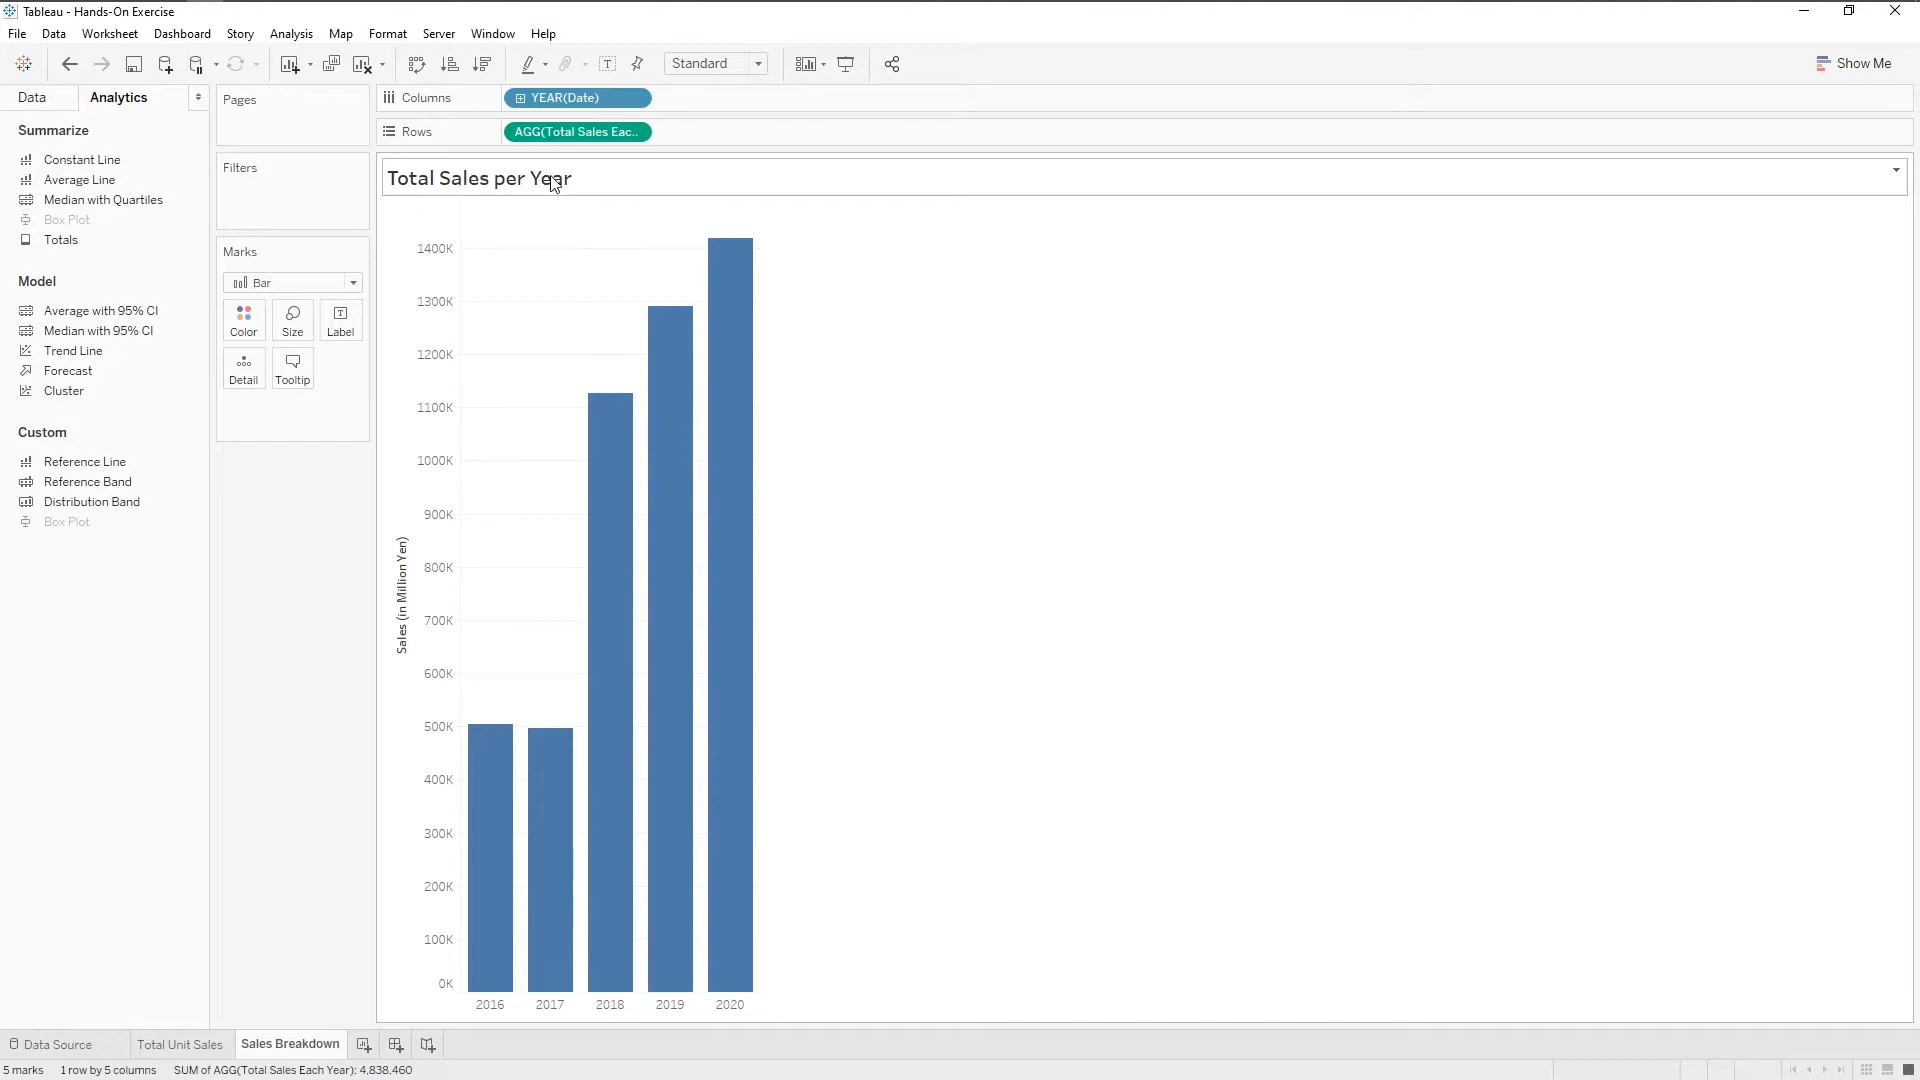 Tableau - Hands-On Exercise
File Data Worksheet Dashboard Story Analysis Map Format Server Window Help
Standard
Show Me
Data Analytics
Summarize
Constant Line
Average Line
Median with Quartiles
Box Plot
Totals
Model
Average with 95% CI
Median with 95% CI
Trend Line
Forecast
Cluster
Custom
Reference Line
Reference Band
Distribution Band
Box Plot
Pages
Filters
Marks
Bar
Color Size Label
Detail Tooltip
Columns YEAR(Date)
Rows AGG(Total Sales Eac..
Total Sales per Year
Sales (in Million Yen)
1400K
1300K
1200K
1100K
1000K
900K
800K
700K
600K
500K
400K
300K
200K
100K
0K
2016 2017 2018 2019 2020
Data Source Total Unit Sales Sales Breakdown
5 marks 1 row by 5 columns SUM of AGG(Total Sales Each Year): 4,838,460